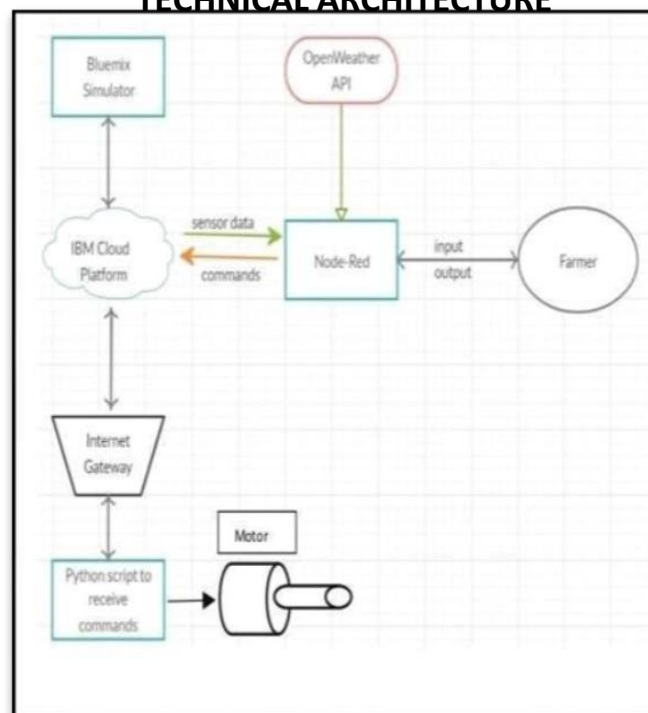 TECHNICAL ARCHITECTURE
Bluemix
Simulator
OpenWeather
API
IBM Cloud
Platform
sensor data
commands
Node-Red
input
output
Farmer
Internet
Gateway
Motor
Python script to
receive
commands